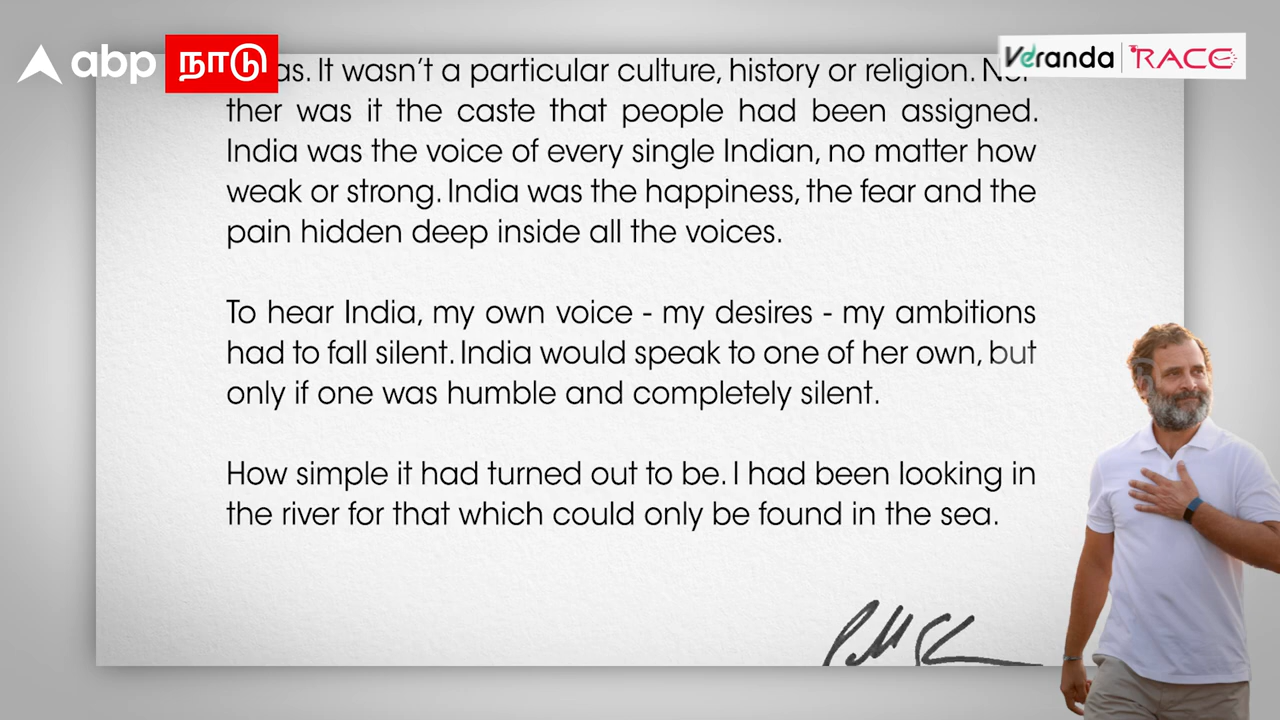 abp நாடு
Veranda RACE
as. It wasn't a particular culture, history or religion.
ther was it the caste that people had been assigned.
India was the voice of every single Indian, no matter how
weak or strong. India was the happiness, the fear and the
pain hidden deep inside all the voices.
To hear India, my own voice - my desires - my ambitions
had to fall silent. India would speak to one of her own, but
only if one was humble and completely silent.
How simple it had turned out to be. I had been looking in
the river for that which could only be found in the sea.